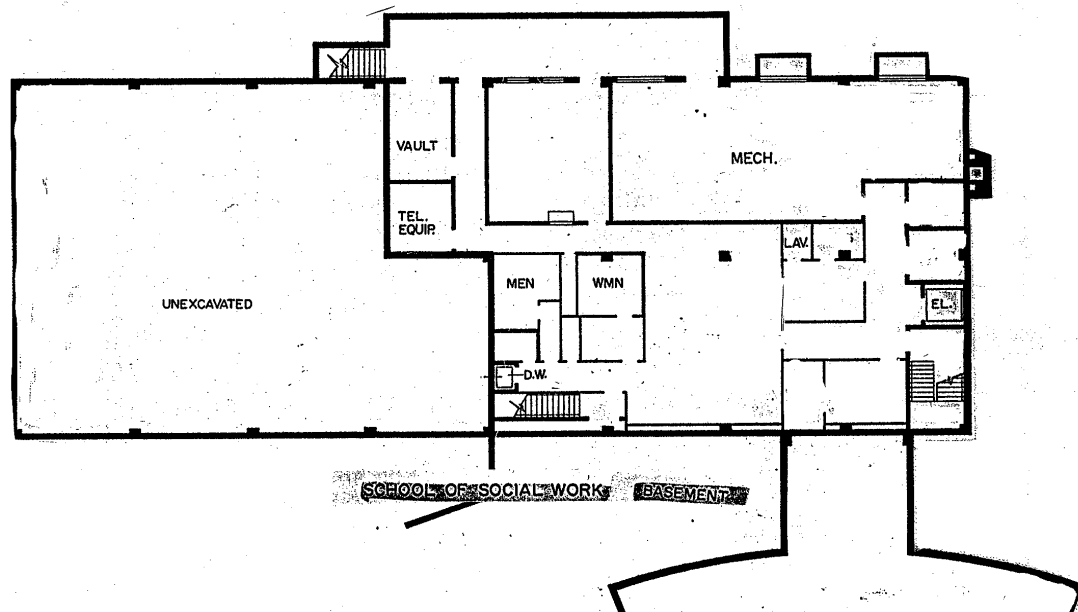 VAULT
MECH.
TEL.
EQUIP.
LAV.
MEN
WMN
UNEXCAVATED
EL.
D.W.
SCHOOL OF SOCIAL WORK BASEMENT